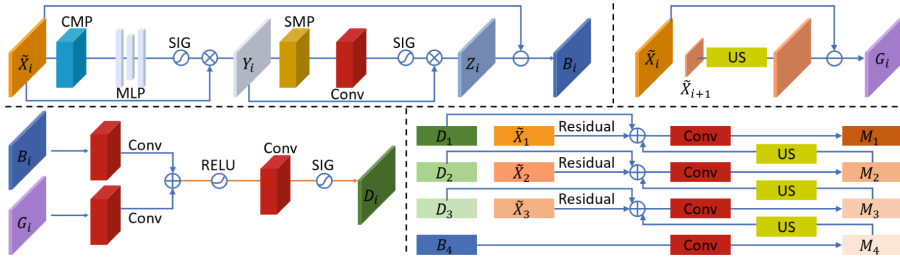 CMP SIG SMP SIG
X̃ᵢ MLP Yᵢ Conv Zᵢ Bᵢ
X̃ᵢ X̃ᵢ₊₁ US Gᵢ
Bᵢ Conv RELU Conv SIG Dᵢ
Gᵢ Conv
D₁ X̃₁ Residual Conv M₁
US
D₂ X̃₂ Residual Conv M₂
US
D₃ X̃₃ Residual Conv M₃
US
B₄ Conv M₄